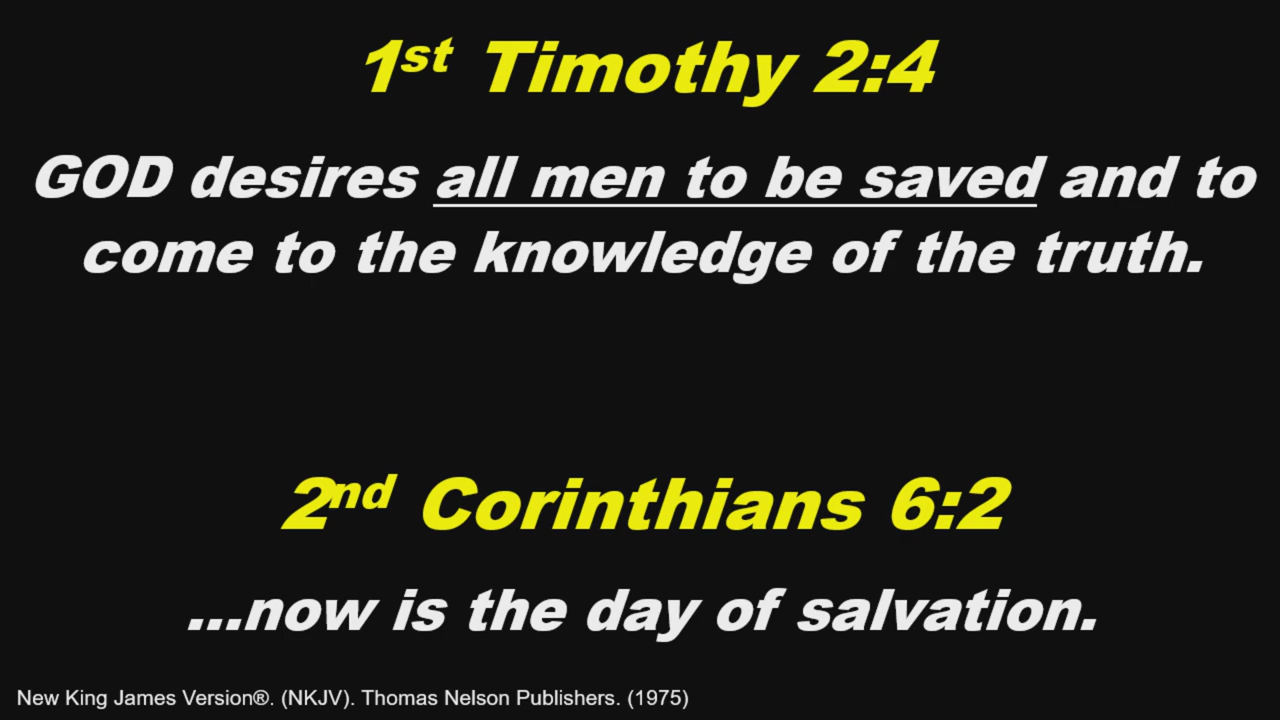 1st Timothy 2:4
GOD desires all men to be saved and to
come to the knowledge of the truth.
2nd Corinthians 6:2
...now is the day of salvation.
New King James Version®. (NKJV). Thomas Nelson Publishers. (1975)